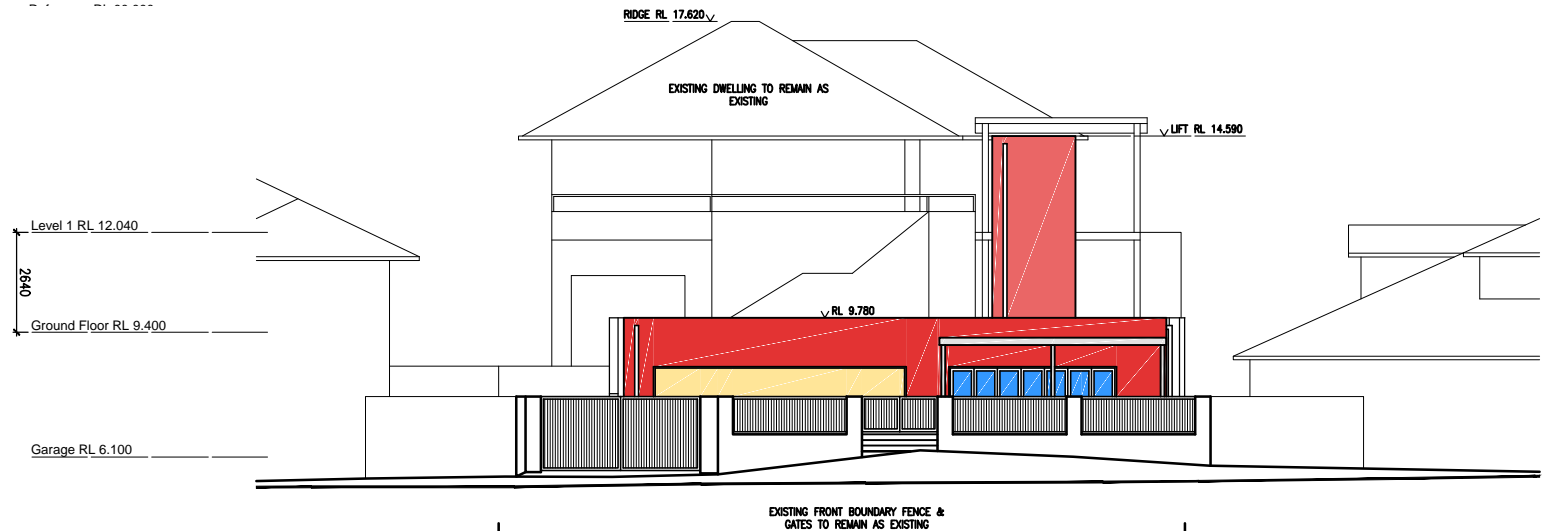 RIDGE RL 17.620
EXISTING DWELLING TO REMAIN AS
EXISTING
LIFT RL 14.590
Level 1 RL 12.040
2640
RL 9.780
Ground Floor RL 9.400
Garage RL 6.100
EXISTING FRONT BOUNDARY FENCE &
GATES TO REMAIN AS EXISTING